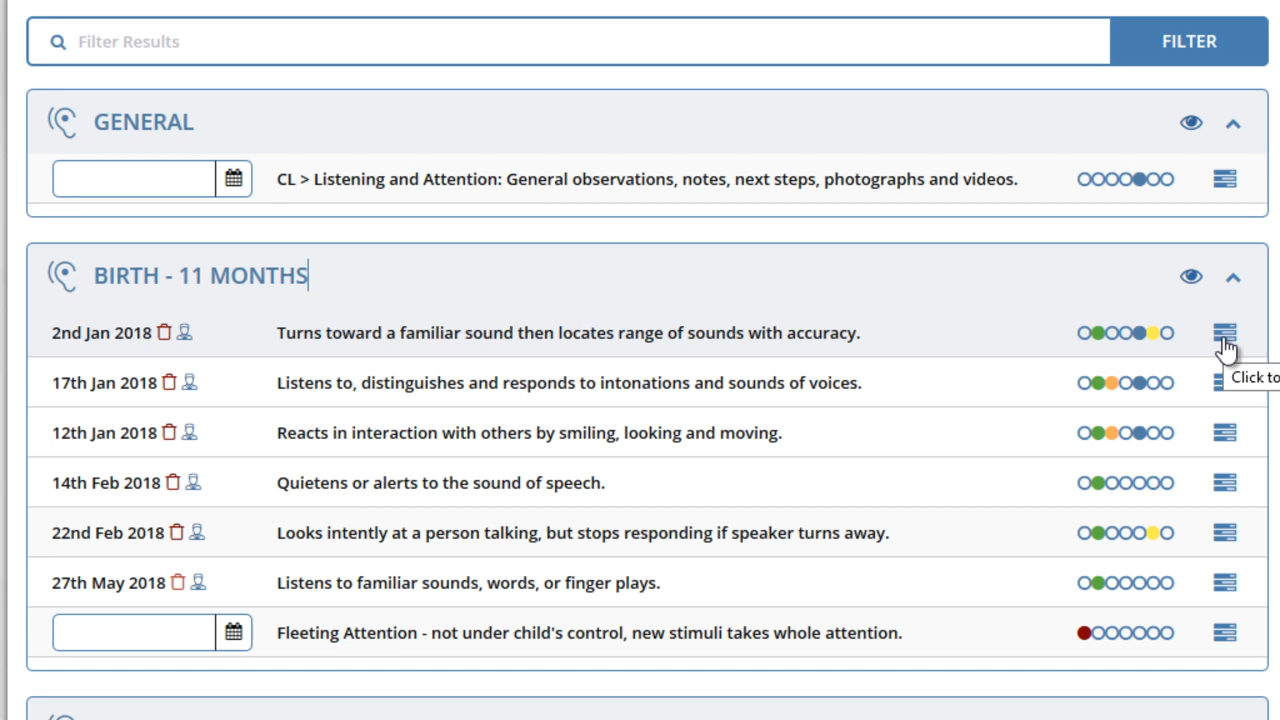 Filter Results
FILTER
GENERAL
CL > Listening and Attention: General observations, notes, next steps, photographs and videos.
BIRTH - 11 MONTHS
2nd Jan 2018 Turns toward a familiar sound then locates range of sounds with accuracy.
Click to
17th Jan 2018 Listens to, distinguishes and responds to intonations and sounds of voices.
12th Jan 2018 Reacts in interaction with others by smiling, looking and moving.
14th Feb 2018 Quietens or alerts to the sound of speech.
22nd Feb 2018 Looks intently at a person talking, but stops responding if speaker turns away.
27th May 2018 Listens to familiar sounds, words, or finger plays.
Fleeting Attention - not under child's control, new stimuli takes whole attention.